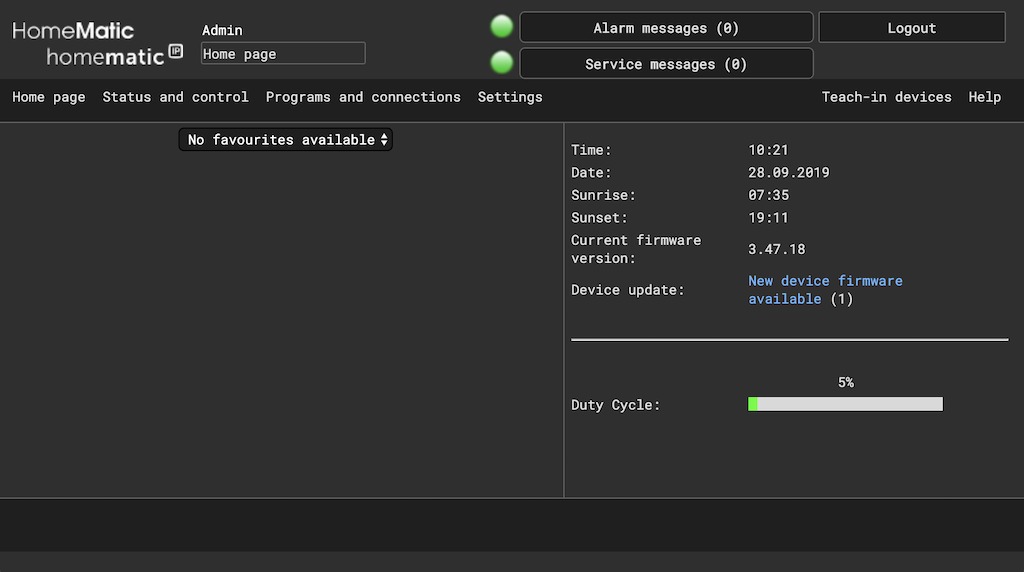 HomeMatic
homematic IP
Admin
Home page
Alarm messages (0)
Service messages (0)
Logout
Home page Status and control Programs and connections Settings Teach-in devices Help
No favourites available
Time: 10:21
Date: 28.09.2019
Sunrise: 07:35
Sunset: 19:11
Current firmware
version: 3.47.18
Device update: New device firmware
available (1)
5%
Duty Cycle: